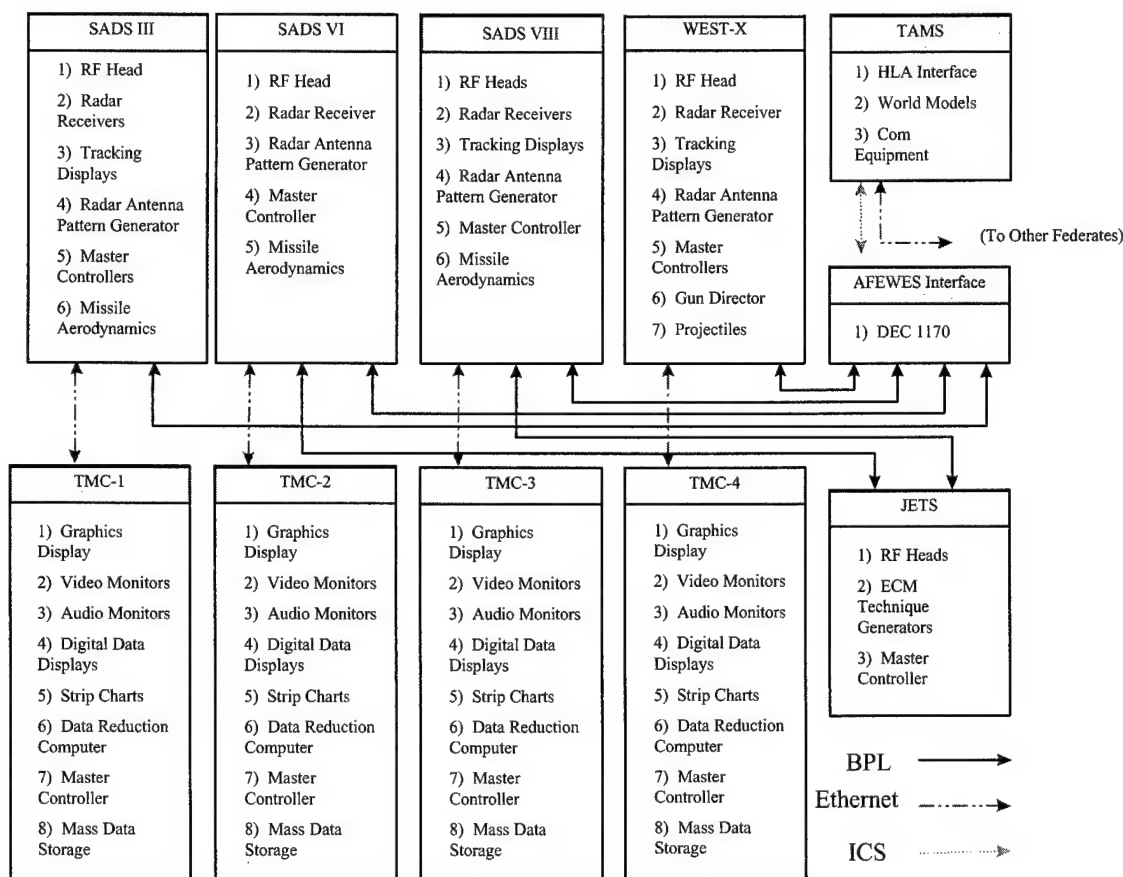 SADS III
1) RF Head
2) Radar
Receivers
3) Tracking
Displays
4) Radar Antenna
Pattern Generator
5) Master
Controllers
6) Missile
Aerodynamics
SADS VI
1) RF Head
2) Radar Receiver
3) Radar Antenna
Pattern Generator
4) Master
Controller
5) Missile
Aerodynamics
SADS VIII
1) RF Heads
2) Radar Receivers
3) Tracking Displays
4) Radar Antenna
Pattern Generator
5) Master Controller
6) Missile
Aerodynamics
WEST-X
1) RF Head
2) Radar Receiver
3) Tracking
Displays
4) Radar Antenna
Pattern Generator
5) Master
Controllers
6) Gun Director
7) Projectiles
TAMS
1) HLA Interface
2) World Models
3) Com
Equipment
(To Other Federates)
AFEWES Interface
1) DEC 1170
TMC-1
1) Graphics
Display
2) Video Monitors
3) Audio Monitors
4) Digital Data
Displays
5) Strip Charts
6) Data Reduction
Computer
7) Master
Controller
8) Mass Data
Storage
TMC-2
1) Graphics
Display
2) Video Monitors
3) Audio Monitors
4) Digital Data
Displays
5) Strip Charts
6) Data Reduction
Computer
7) Master
Controller
8) Mass Data
Storage
TMC-3
1) Graphics
Display
2) Video Monitors
3) Audio Monitors
4) Digital Data
Displays
5) Strip Charts
6) Data Reduction
Computer
7) Master
Controller
8) Mass Data
Storage
TMC-4
1) Graphics
Display
2) Video Monitors
3) Audio Monitors
4) Digital Data
Displays
5) Strip Charts
6) Data Reduction
Computer
7) Master
Controller
8) Mass Data
Storage
JETS
1) RF Heads
2) ECM
Technique
Generators
3) Master
Controller
BPL
Ethernet
ICS